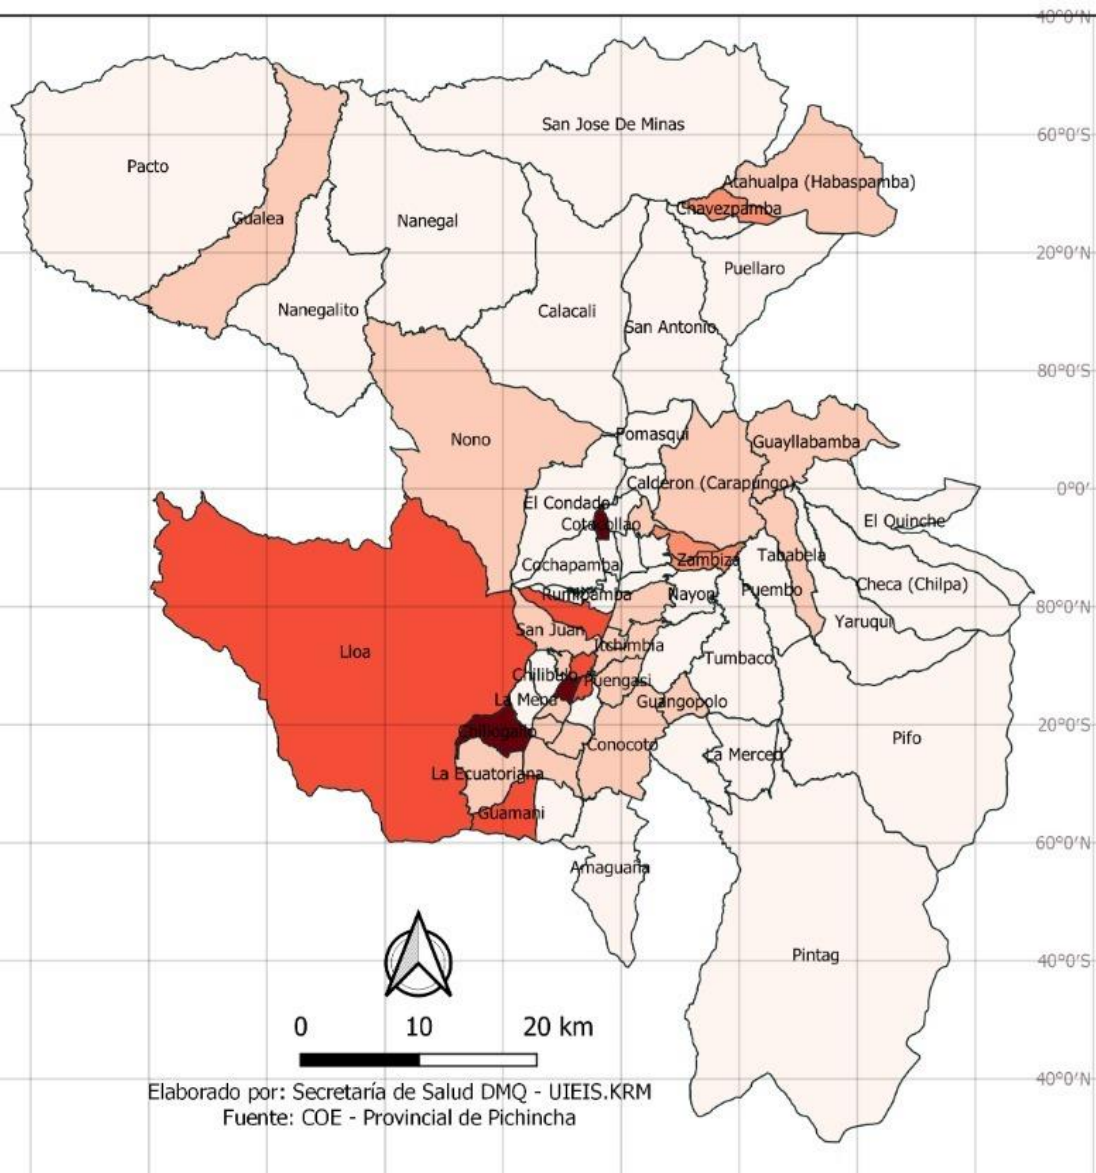 40°0′N
San Jose De Minas
60°0′S
Pacto
Atahualpa (Habaspamba)
Chavezpamba
Gualea
Nanegal
20°0′N
Puellaro
Nanegalito
Calacali
San Antonio
80°0′S
Pomasqui
Nono
Guayllabamba
Calderon (Carapungo)
0°0′
El Condado
Cotocollao
El Quinche
Cochapamba
Zambiza
Tababela
Checa (Chilpa)
Rumipamba
Nayon
Puembo
80°0′N
Yaruqui
San Juan
Itchimbia
Lloa
Tumbaco
Chilibulo
Puengasi
La Mena
Guangopolo
20°0′S
Chillogallo
Conocoto
La Merced
Pifo
La Ecuatoriana
Guamani
60°0′N
Amaguaña
Pintag
40°0′S
0 10 20 km
40°0′N
Elaborado por: Secretaría de Salud DMQ - UIEIS.KRM
Fuente: COE - Provincial de Pichincha